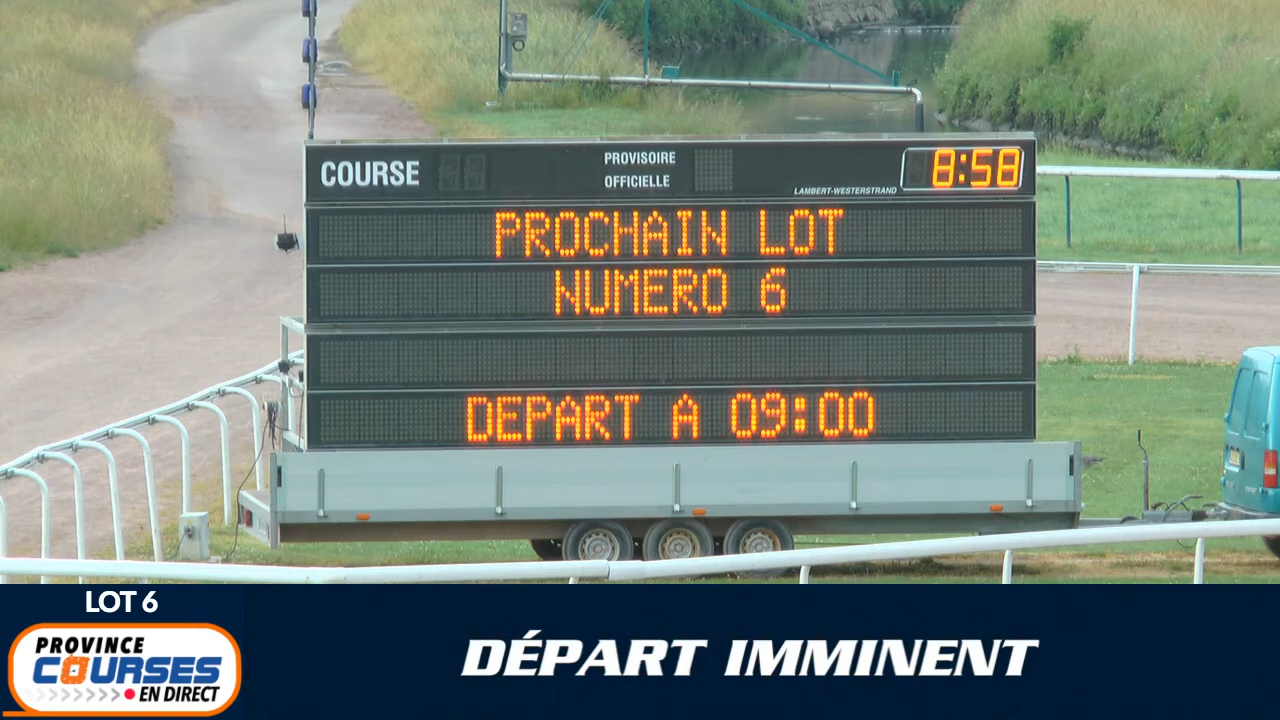 COURSE
PROVISOIRE
OFFICIELLE
LAMBERT-WESTERSTRAND
8:58
PROCHAIN LOT
NUMERO 6
DEPART A 09:00
LOT 6
PROVINCE
COURSES
EN DIRECT
DÉPART IMMINENT